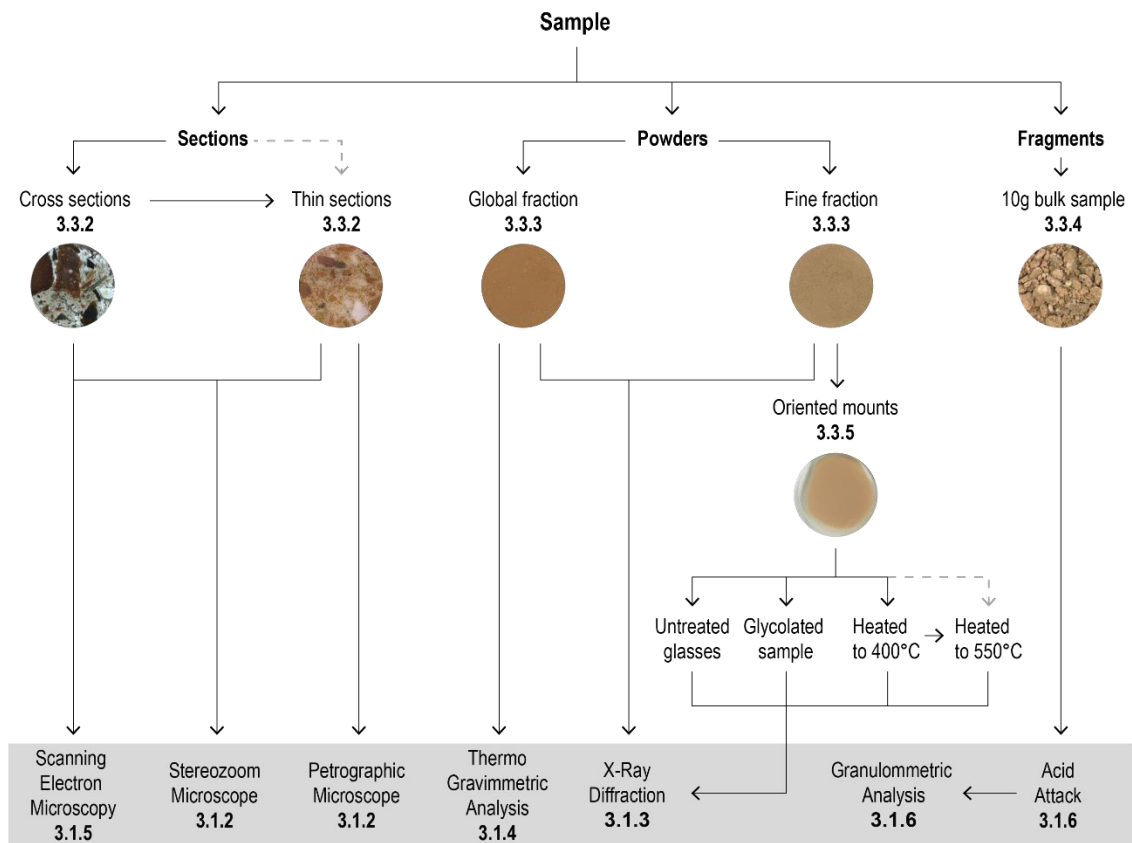 Sample
Sections
Powders
Fragments
Cross sections
3.3.2
Thin sections
3.3.2
Global fraction
3.3.3
Fine fraction
3.3.3
10g bulk sample
3.3.4
Oriented mounts
3.3.5
Untreated
glasses
Glycolated
sample
Heated
to 400°C
Heated
to 550°C
Scanning
Electron
Microscopy
3.1.5
Stereozoom
Microscope
3.1.2
Petrographic
Microscope
3.1.2
Thermo
Gravimmetric
Analysis
3.1.4
X-Ray
Diffraction
3.1.3
Granulommetric
Analysis
3.1.6
Acid
Attack
3.1.6